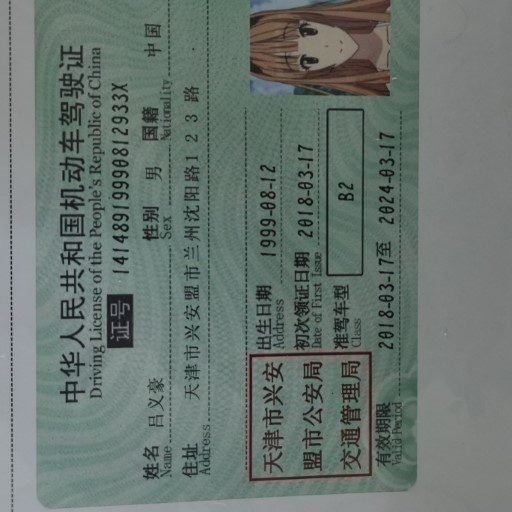 中华人民共和国机动车驾驶证
Driving License of the People's Republic of China
证号 14148919990812933X
姓名 吕义豪 性别 男 国籍 中国
Name Sex Nationality
住址 天津市兴安盟市兰州沈阳路123路
Address
出生日期 1999-08-12
Address
初次领证日期 2018-03-17
Date of First Issue
准驾车型 B2
Class
天津市兴安
盟市公安局
交通管理局
有效期限 2018-03-17至 2024-03-17
Valid Period